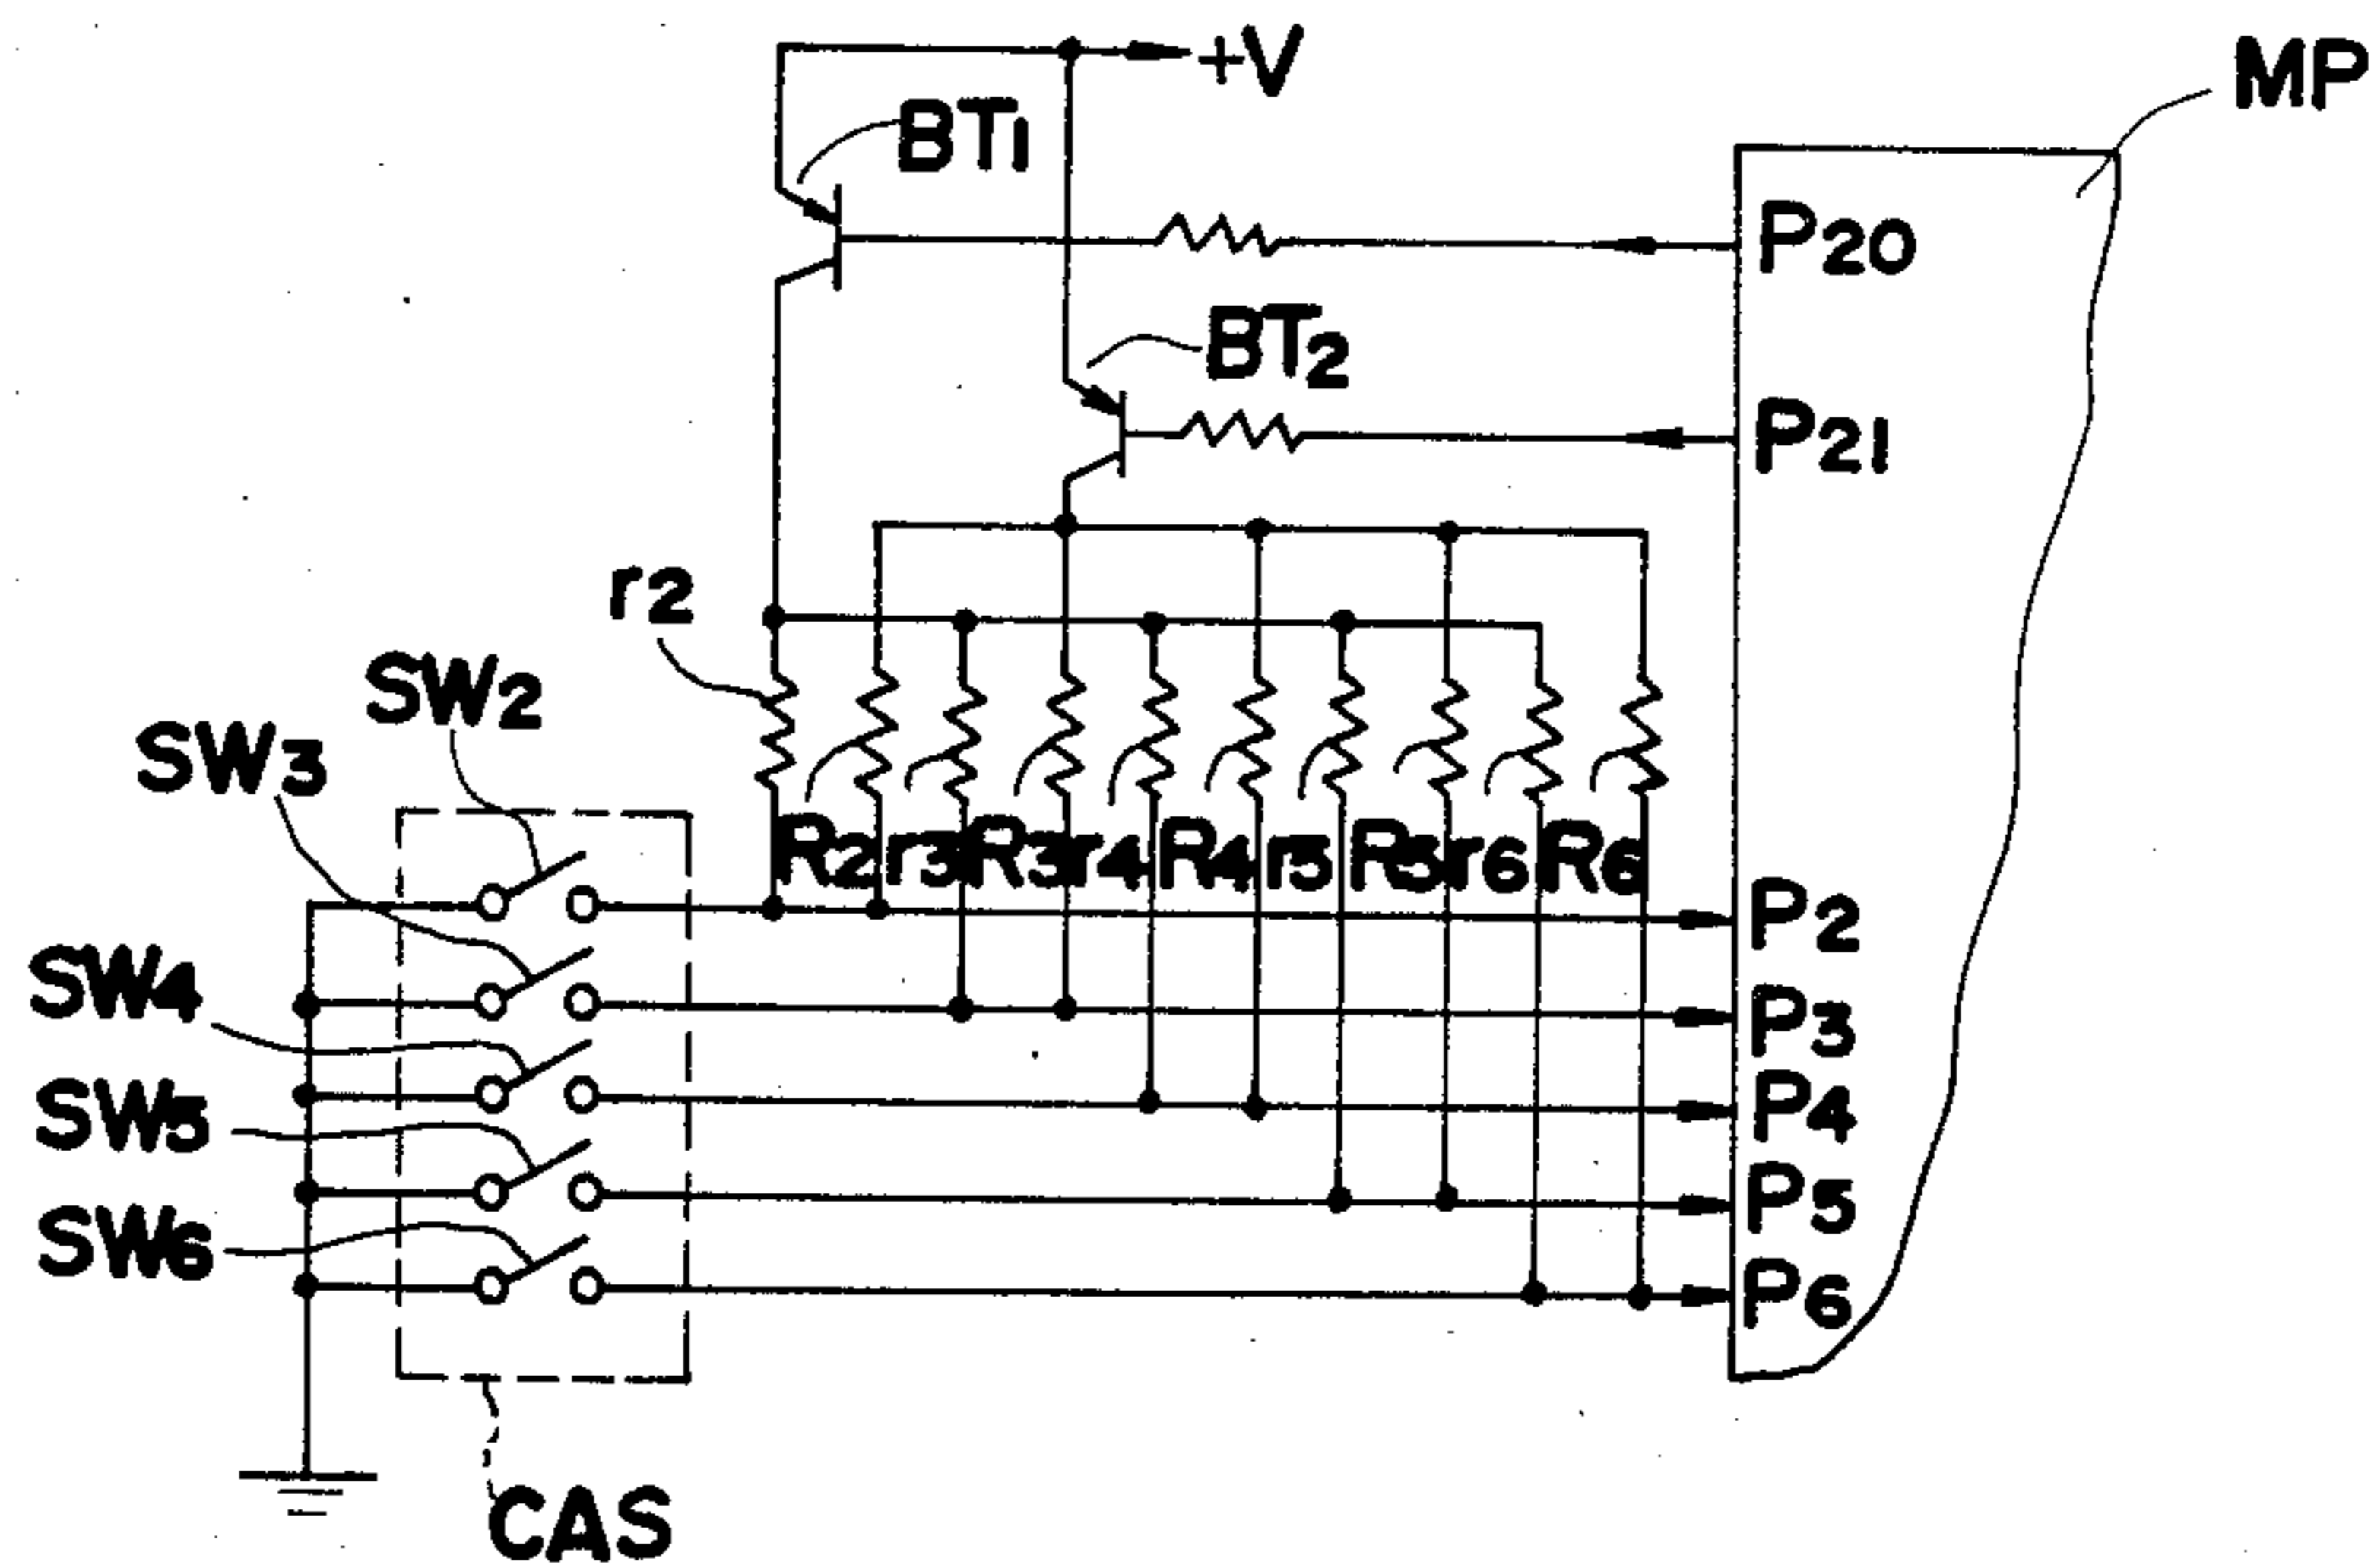 +V
MP
BT1
P20
BT2
P21
r2
SW2
SW3
R2 r3 R3 r4 R4 r5 R5 r6 R6
P2
SW4
P3
SW5
P4
P5
SW6
P6
CAS